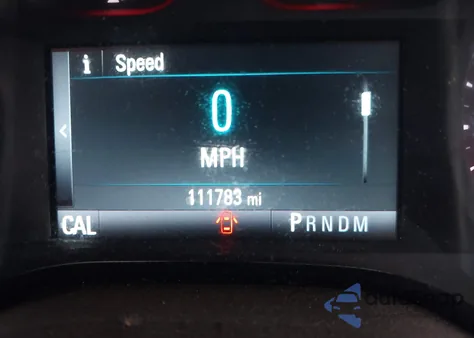 i Speed
0
MPH
111783 mi
CAL PRNDM